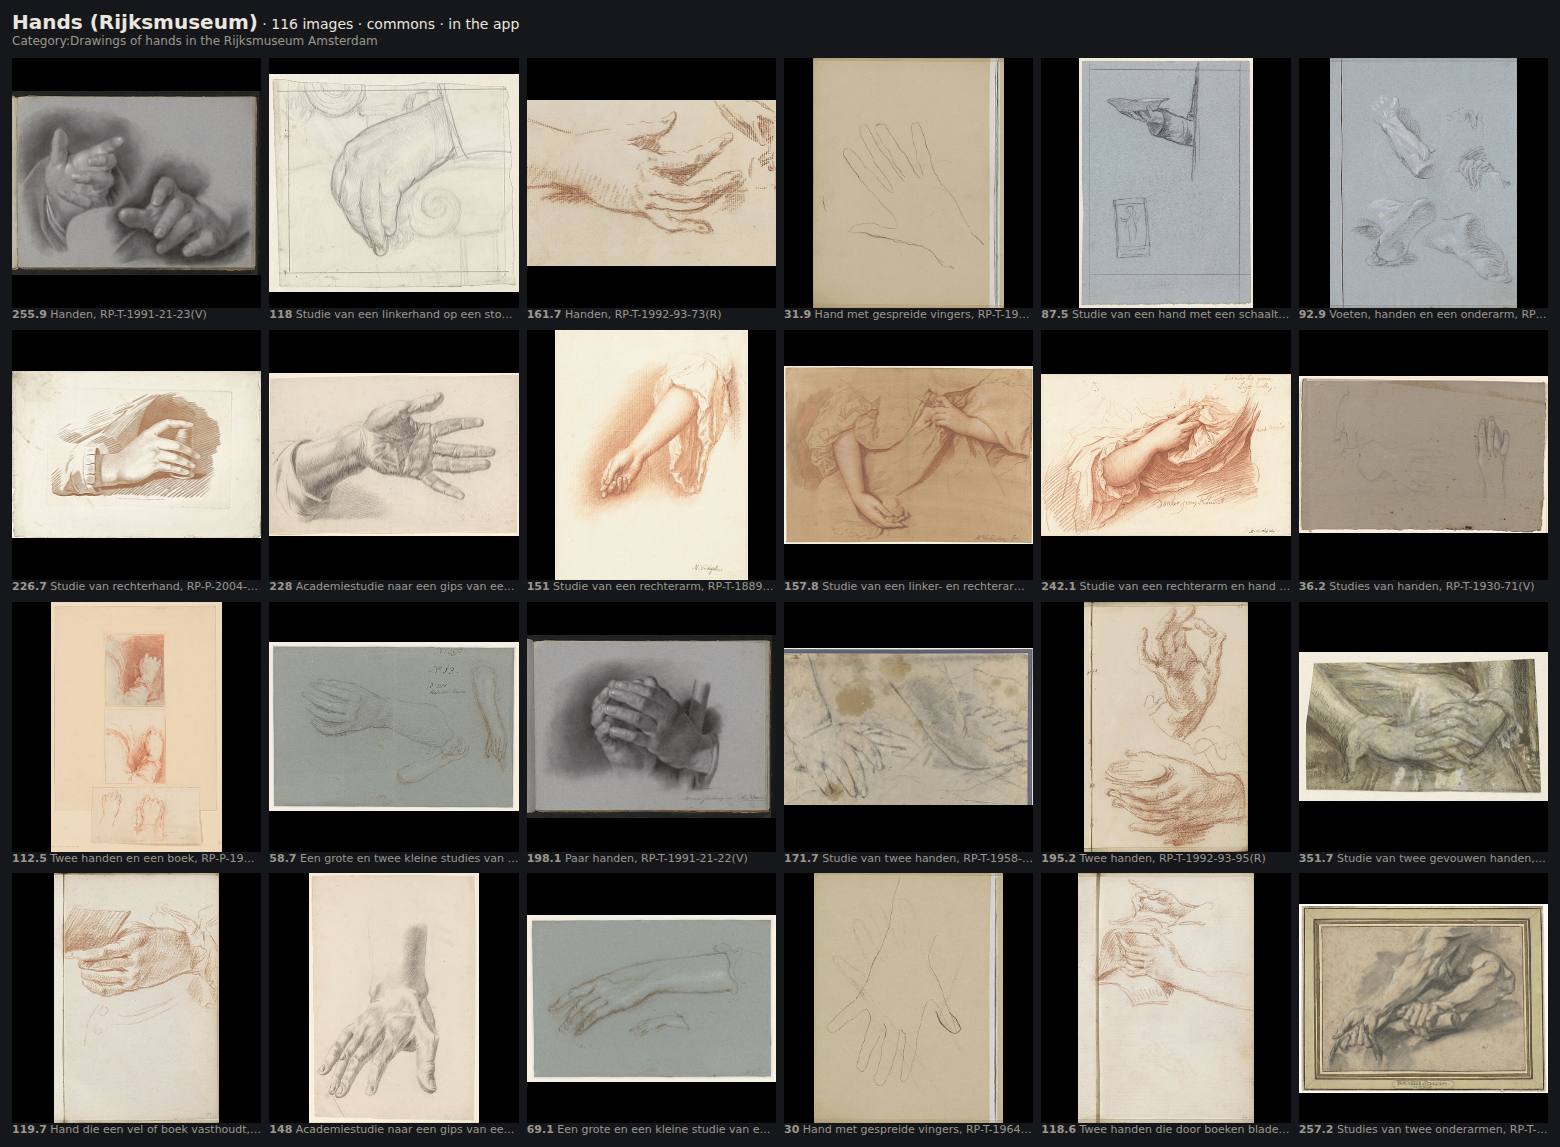 Hands (Rijksmuseum) · 116 images · commons · in the app
Category:Drawings of hands in the Rijksmuseum Amsterdam
255.9 Handen, RP-T-1991-21-23(V)
118 Studie van een linkerhand op een sto...
161.7 Handen, RP-T-1992-93-73(R)
31.9 Hand met gespreide vingers, RP-T-19...
87.5 Studie van een hand met een schaalt...
92.9 Voeten, handen en een onderarm, RP...
226.7 Studie van rechterhand, RP-P-2004-...
228 Academiestudie naar een gips van ee...
151 Studie van een rechterarm, RP-T-1889...
157.8 Studie van een linker- en rechterar...
242.1 Studie van een rechterarm en hand ...
36.2 Studies van handen, RP-T-1930-71(V)
112.5 Twee handen en een boek, RP-P-19...
58.7 Een grote en twee kleine studies van ...
198.1 Paar handen, RP-T-1991-21-22(V)
171.7 Studie van twee handen, RP-T-1958-...
195.2 Twee handen, RP-T-1992-93-95(R)
351.7 Studie van twee gevouwen handen,...
119.7 Hand die een vel of boek vasthoudt,...
148 Academiestudie naar een gips van ee...
69.1 Een grote en een kleine studie van e...
30 Hand met gespreide vingers, RP-T-1964...
118.6 Twee handen die door boeken blade...
257.2 Studies van twee onderarmen, RP-T-...